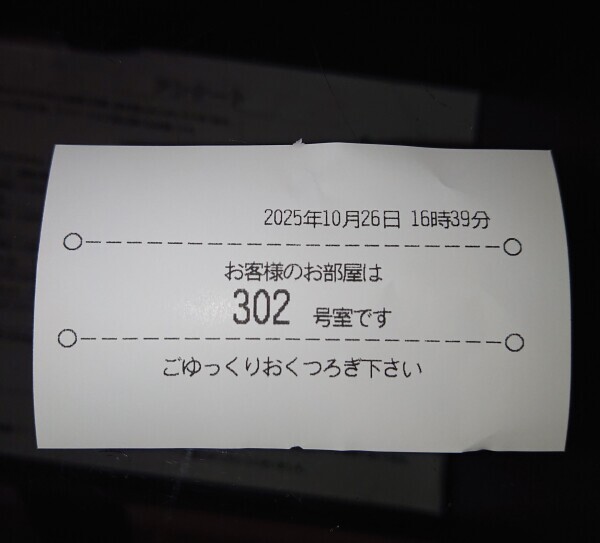 2025年10月26日 16時39分
お客様のお部屋は
302 号室です
ごゆっくりおくつろぎ下さい